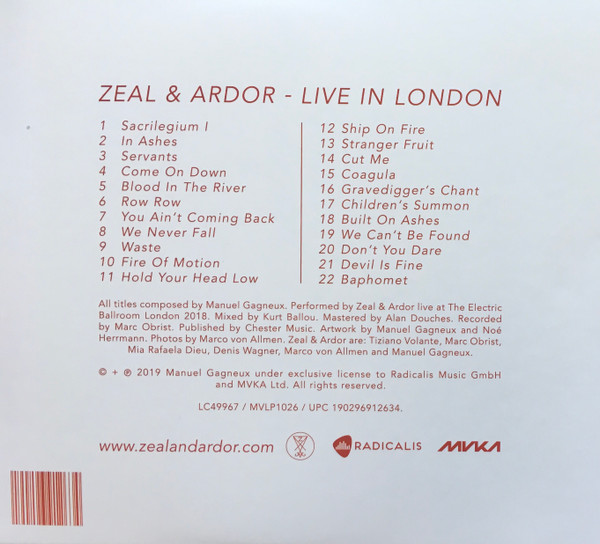 ZEAL & ARDOR - LIVE IN LONDON
1 Sacrilegium I
2 In Ashes
3 Servants
4 Come On Down
5 Blood In The River
6 Row Row
7 You Ain't Coming Back
8 We Never Fall
9 Waste
10 Fire Of Motion
11 Hold Your Head Low
12 Ship On Fire
13 Stranger Fruit
14 Cut Me
15 Coagula
16 Gravedigger's Chant
17 Children's Summon
18 Built On Ashes
19 We Can't Be Found
20 Don't You Dare
21 Devil Is Fine
22 Baphomet
All titles composed by Manuel Gagneux. Performed by Zeal & Ardor live at The Electric
Ballroom London 2018. Mixed by Kurt Ballou. Mastered by Alan Douches. Recorded
by Marc Obrist. Published by Chester Music. Artwork by Manuel Gagneux and Noé
Herrmann. Photos by Marco von Allmen. Zeal & Ardor are: Tiziano Volante, Marc Obrist,
Mia Rafaela Dieu, Denis Wagner, Marco von Allmen and Manuel Gagneux.
© + ℗ 2019 Manuel Gagneux under exclusive license to Radicalis Music GmbH
and MVKA Ltd. All rights reserved.
LC49967 / MVLP1026 / UPC 190296912634.
www.zealandardor.com
RADICALIS
MVKA